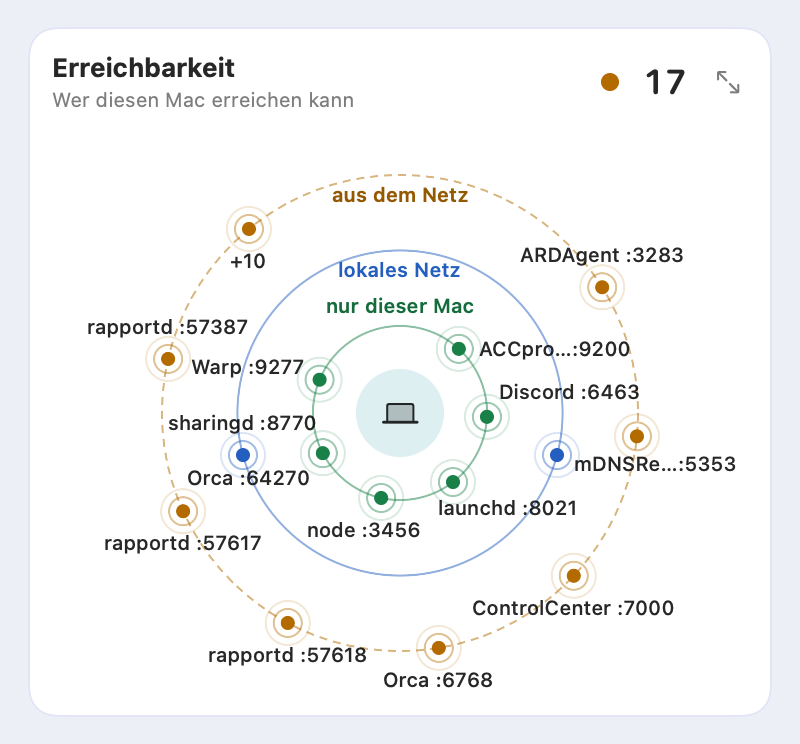 Erreichbarkeit
17
Wer diesen Mac erreichen kann
aus dem Netz
+10
ARDAgent :3283
lokales Netz
nur dieser Mac
rapportd :57387
ACCpro...:9200
Warp :9277
Discord :6463
sharingd :8770
mDNSRe...:5353
Orca :64270
launchd :8021
node :3456
rapportd :57617
ControlCenter :7000
rapportd :57618
Orca :6768